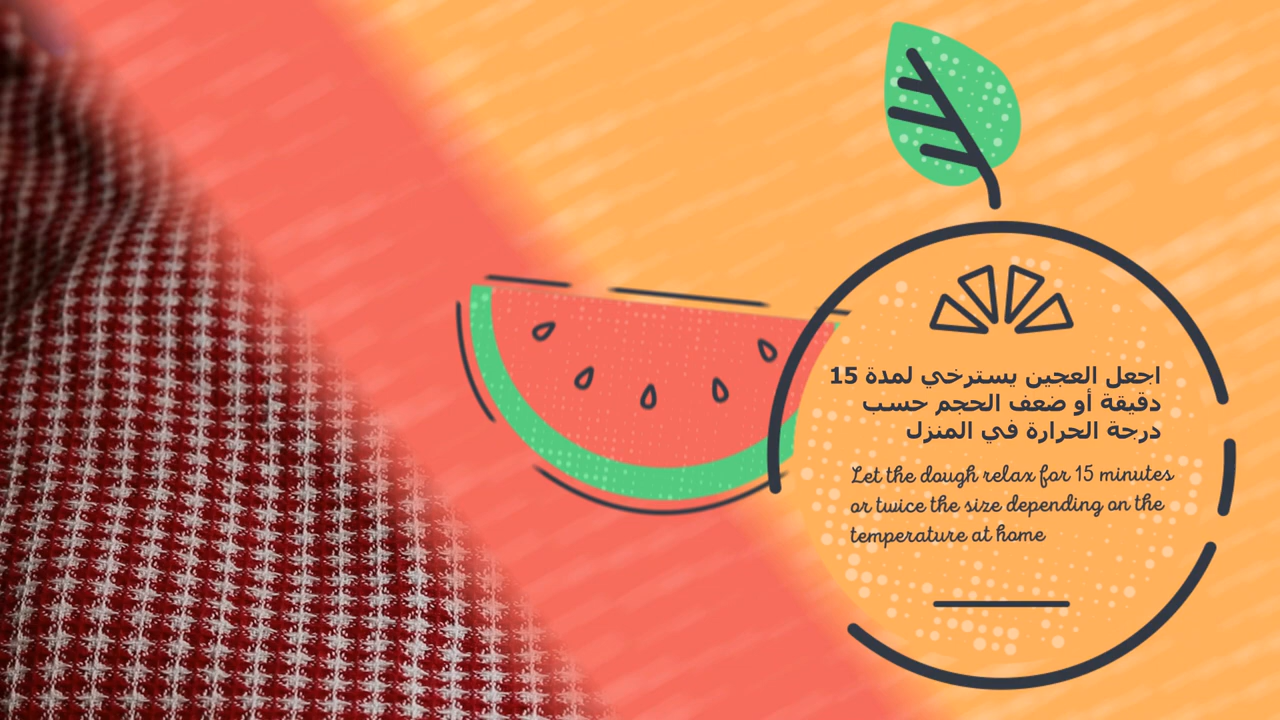 اجعل العجين يسترخي لمدة 15
دقيقة أو ضعف الحجم حسب
درجة الحرارة في المنزل
Let the dough relax for 15 minutes
or twice the size depending on the
temperature at home